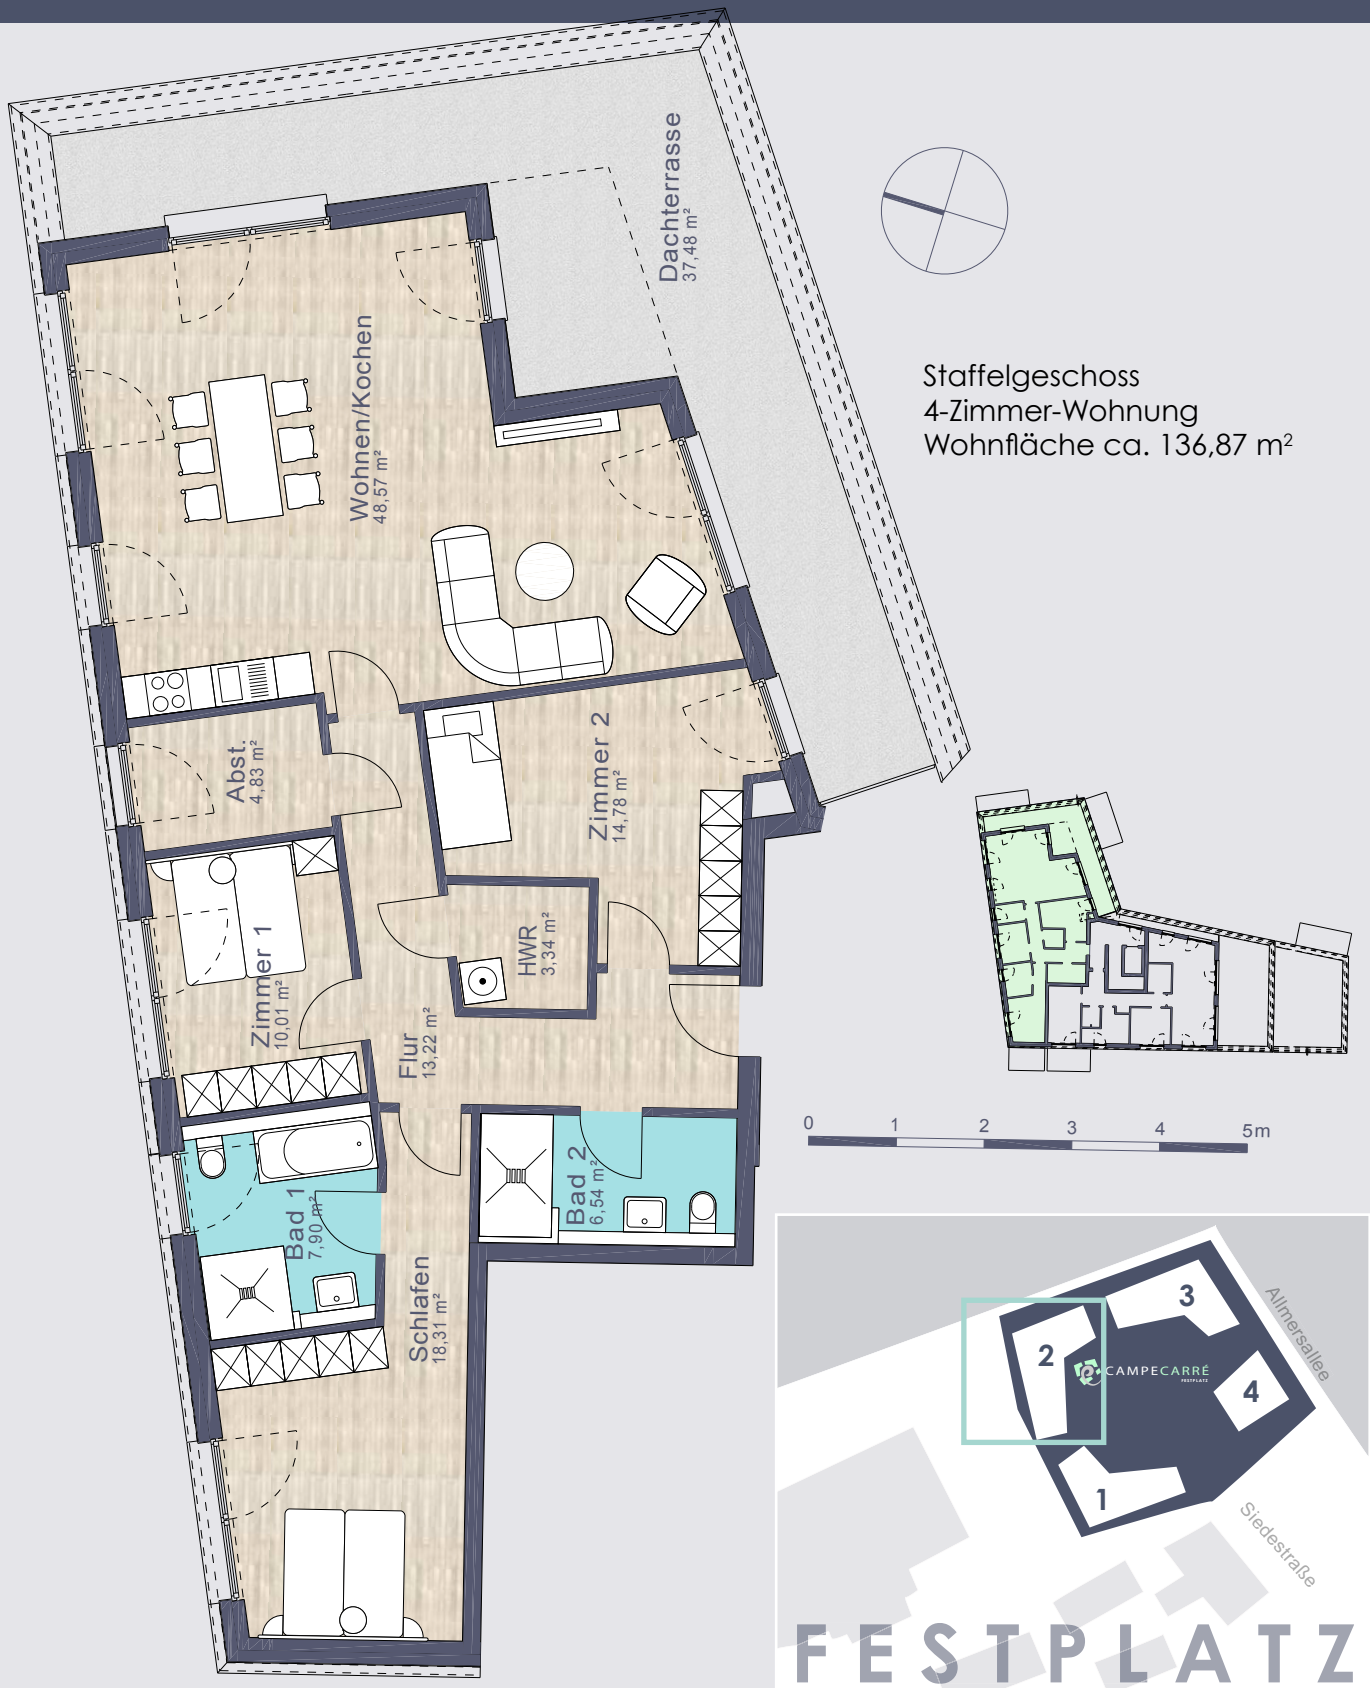 Dachterrasse
37,48 m²
Staffelgeschoss
4-Zimmer-Wohnung
Wohnfläche ca. 136,87 m²
Wohnen/Kochen
48,57 m²
Abst.
4,83 m²
Zimmer 2
14,78 m²
Zimmer 1
10,01 m²
HWR
3,34 m²
Flur
13,22 m²
Bad 1
7,90 m²
Bad 2
6,54 m²
Schlafen
18,31 m²
0 1 2 3 4 5m
3
2
4
1
CAMPECARRÉ
FESTPLATZ
Allmersallee
Siedestraße
FESTPLATZ